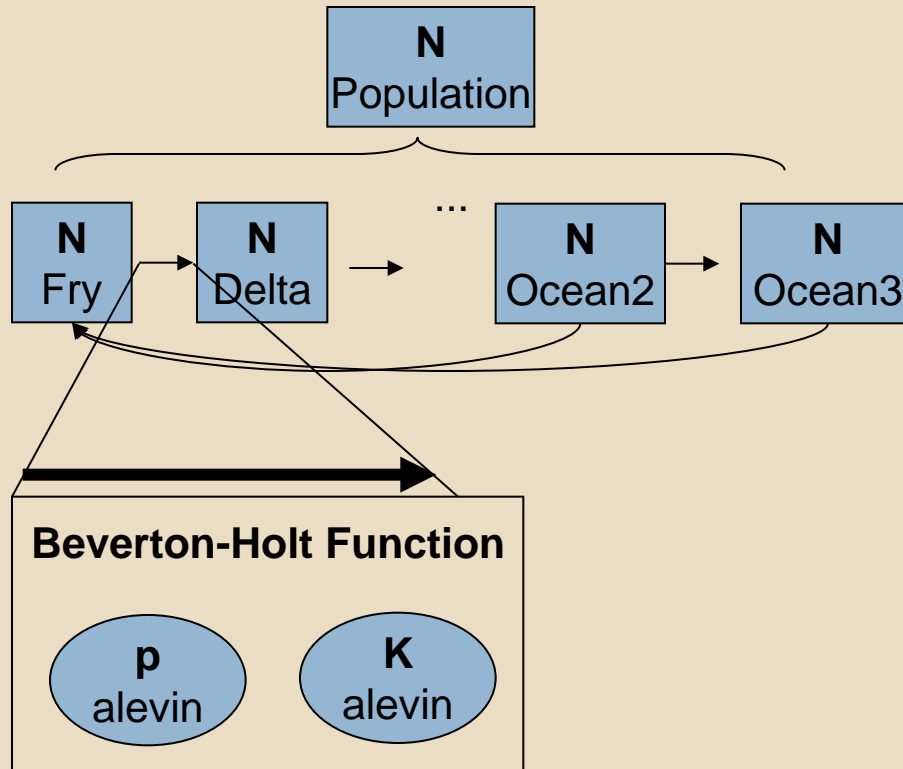 N
Population
...
N
Fry
N
Delta
N
Ocean2
N
Ocean3
Beverton-Holt Function
p
alevin
K
alevin